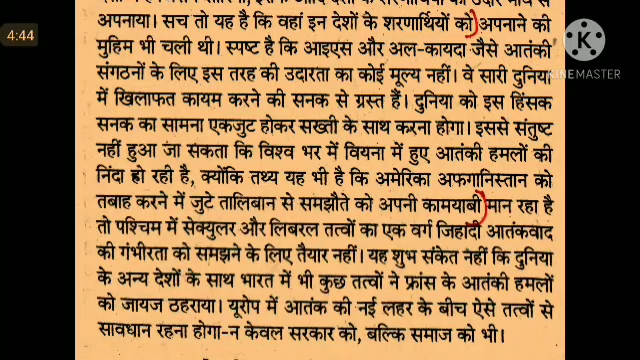 अपनाया। सच तो यह है कि वहां इन देशों के शरणार्थियों को) अपनाने की
मुहिम भी चली थी। स्पष्ट है कि आइएस और अल-कायदा जैसे आतंकी
संगठनों के लिए इस तरह की उदारता का कोई मूल्य नहीं। वे सारी दुनिया
में खिलाफत कायम करने की सनक से ग्रस्त हैं। दुनिया को इस हिंसक
सनक का सामना एकजुट होकर सख्ती के साथ करना होगा। इससे संतुष्ट
नहीं हुआ जा सकता कि विश्व भर में वियना में हुए आतंकी हमलों की
निंदा हो रही है, क्योंकि तथ्य यह भी है कि अमेरिका अफगानिस्तान को
तबाह करने में जुटे तालिबान से समझौते को अपनी कामयाबी) मान रहा है
तो पश्चिम में सेक्युलर और लिबरल तत्वों का एक वर्ग जिहादी आतंकवाद
की गंभीरता को समझने के लिए तैयार नहीं। यह शुभ संकेत नहीं कि दुनिया
के अन्य देशों के साथ भारत में भी कुछ तत्वों ने फ्रांस के आतंकी हमलों
को जायज ठहराया। यूरोप में आतंक की नई लहर के बीच ऐसे तत्वों से
सावधान रहना होगा-न केवल सरकार को, बल्कि समाज को भी।
4:44
KINEMASTER